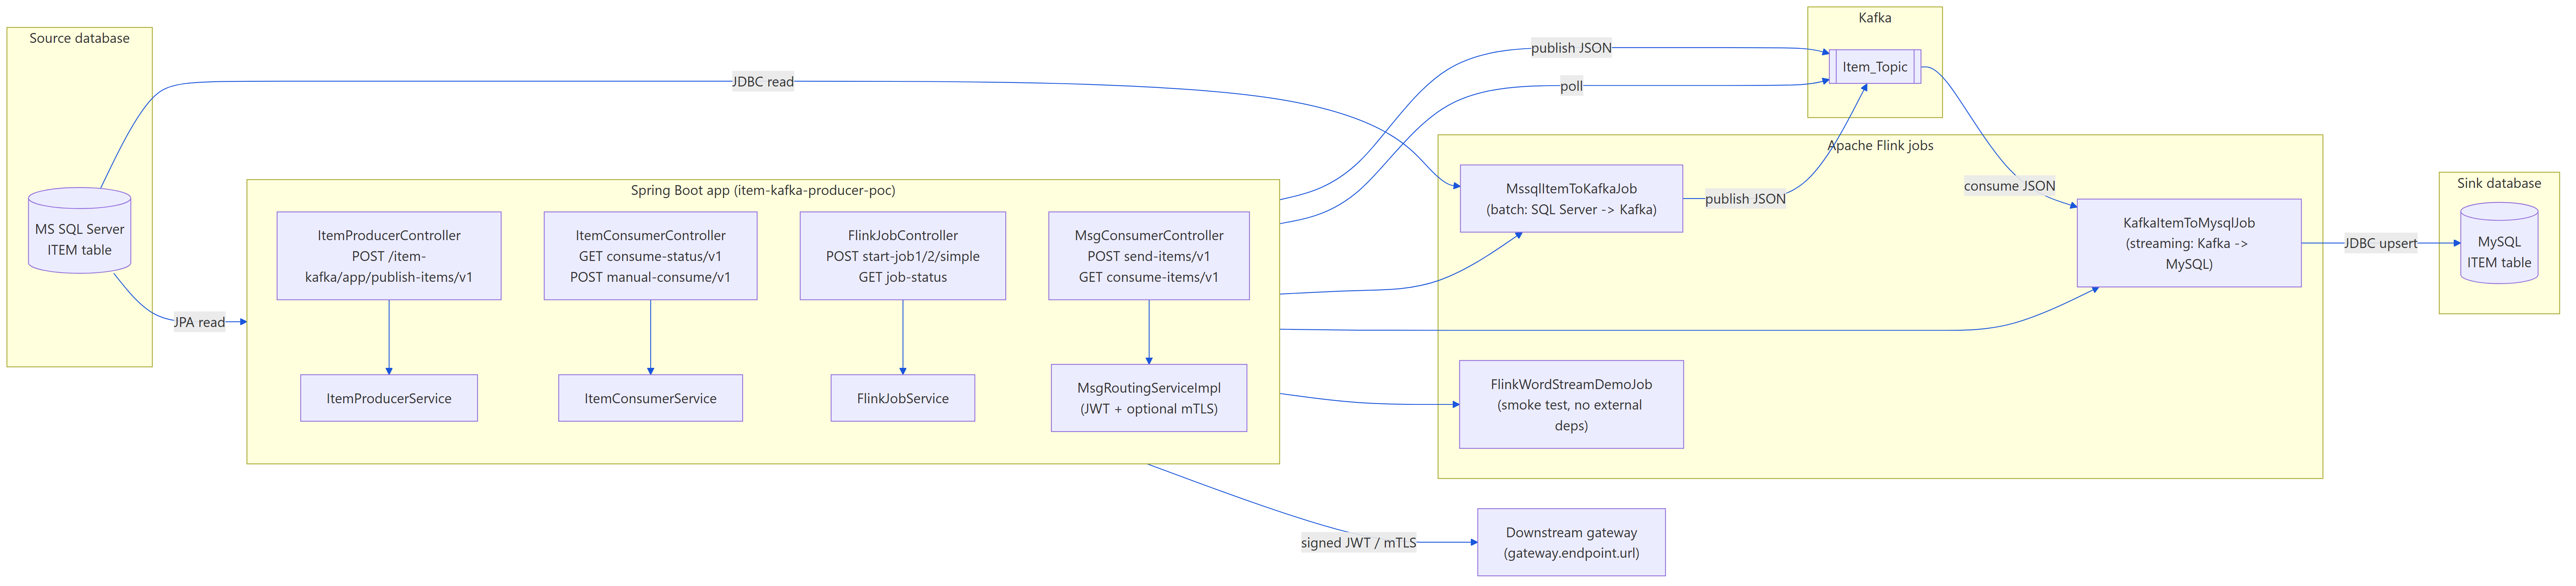 Source database
MS SQL Server
ITEM table
JDBC read
JPA read
Spring Boot app (item-kafka-producer-poc)
ItemProducerController
POST /item-
kafka/app/publish-items/v1
ItemConsumerController
GET consume-status/v1
POST manual-consume/v1
FlinkJobController
POST start-job1/2/simple
GET job-status
MsgConsumerController
POST send-items/v1
GET consume-items/v1
ItemProducerService
ItemConsumerService
FlinkJobService
MsgRoutingServiceImpl
(JWT + optional mTLS)
publish JSON
poll
Kafka
Item_Topic
Apache Flink jobs
MssqlItemToKafkaJob
(batch: SQL Server -> Kafka)
publish JSON
consume JSON
KafkaItemToMysqlJob
(streaming: Kafka ->
MySQL)
FlinkWordStreamDemoJob
(smoke test, no external
deps)
JDBC upsert
Sink database
MySQL
ITEM table
signed JWT / mTLS
Downstream gateway
(gateway.endpoint.url)